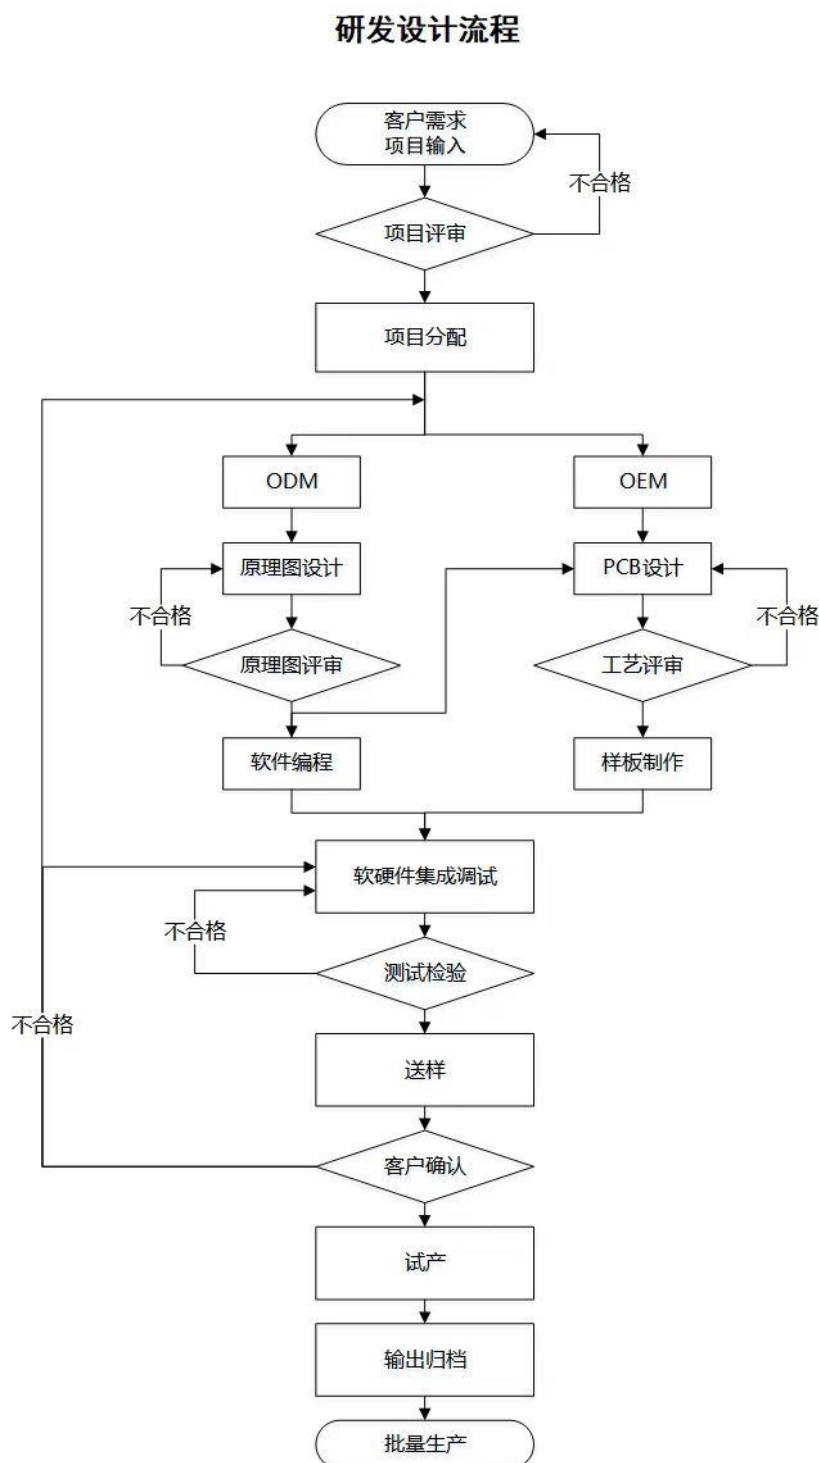 研发设计流程
客户需求
项目输入
不合格
项目评审
项目分配
ODM
OEM
原理图设计
PCB设计
不合格
不合格
原理图评审
工艺评审
软件编程
样板制作
软硬件集成调试
不合格
测试检验
不合格
送样
客户确认
试产
输出归档
批量生产